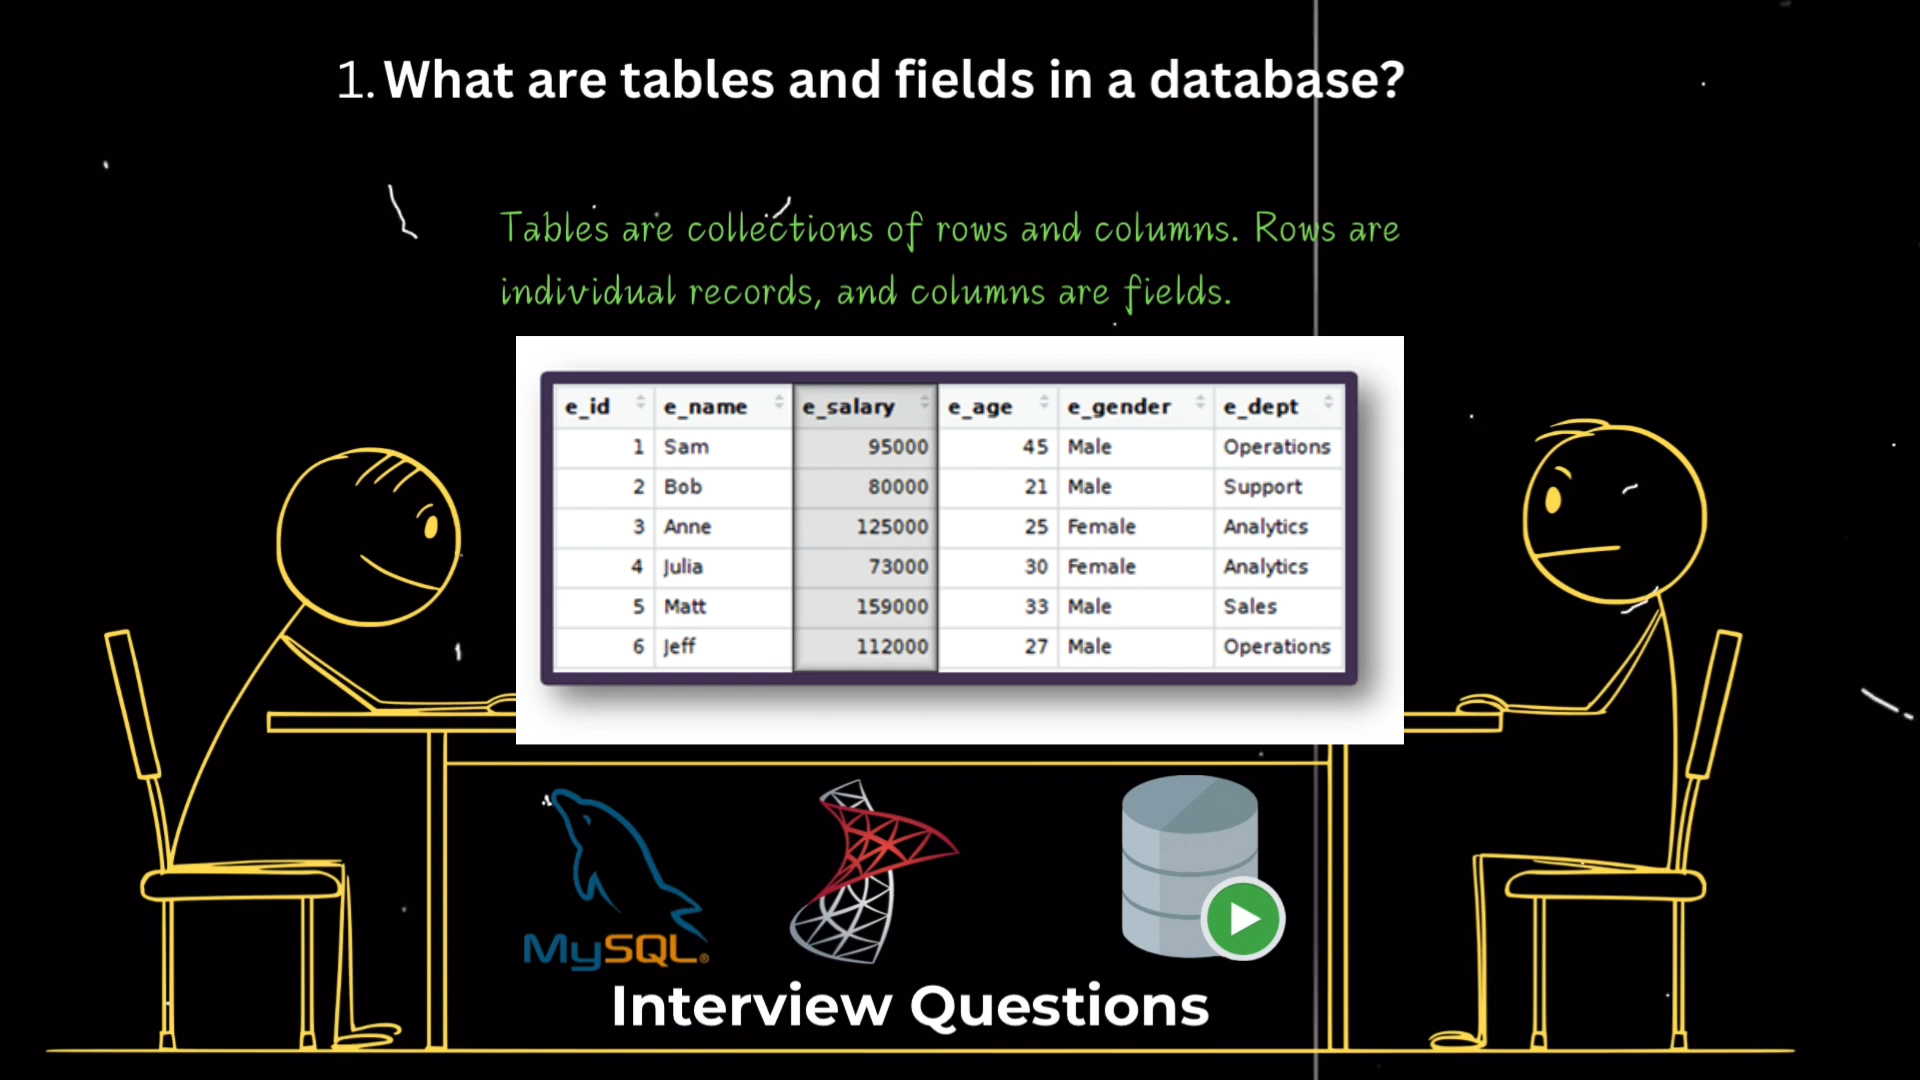 1. What are tables and fields in a database?
Tables are collections of rows and columns. Rows are
individual records, and columns are fields.
e_id e_name e_salary e_age e_gender e_dept
1 Sam 95000 45 Male Operations
2 Bob 80000 21 Male Support
3 Anne 125000 25 Female Analytics
4 Julia 73000 30 Female Analytics
5 Matt 159000 33 Male Sales
6 Jeff 112000 27 Male Operations
MySQL®
Interview Questions